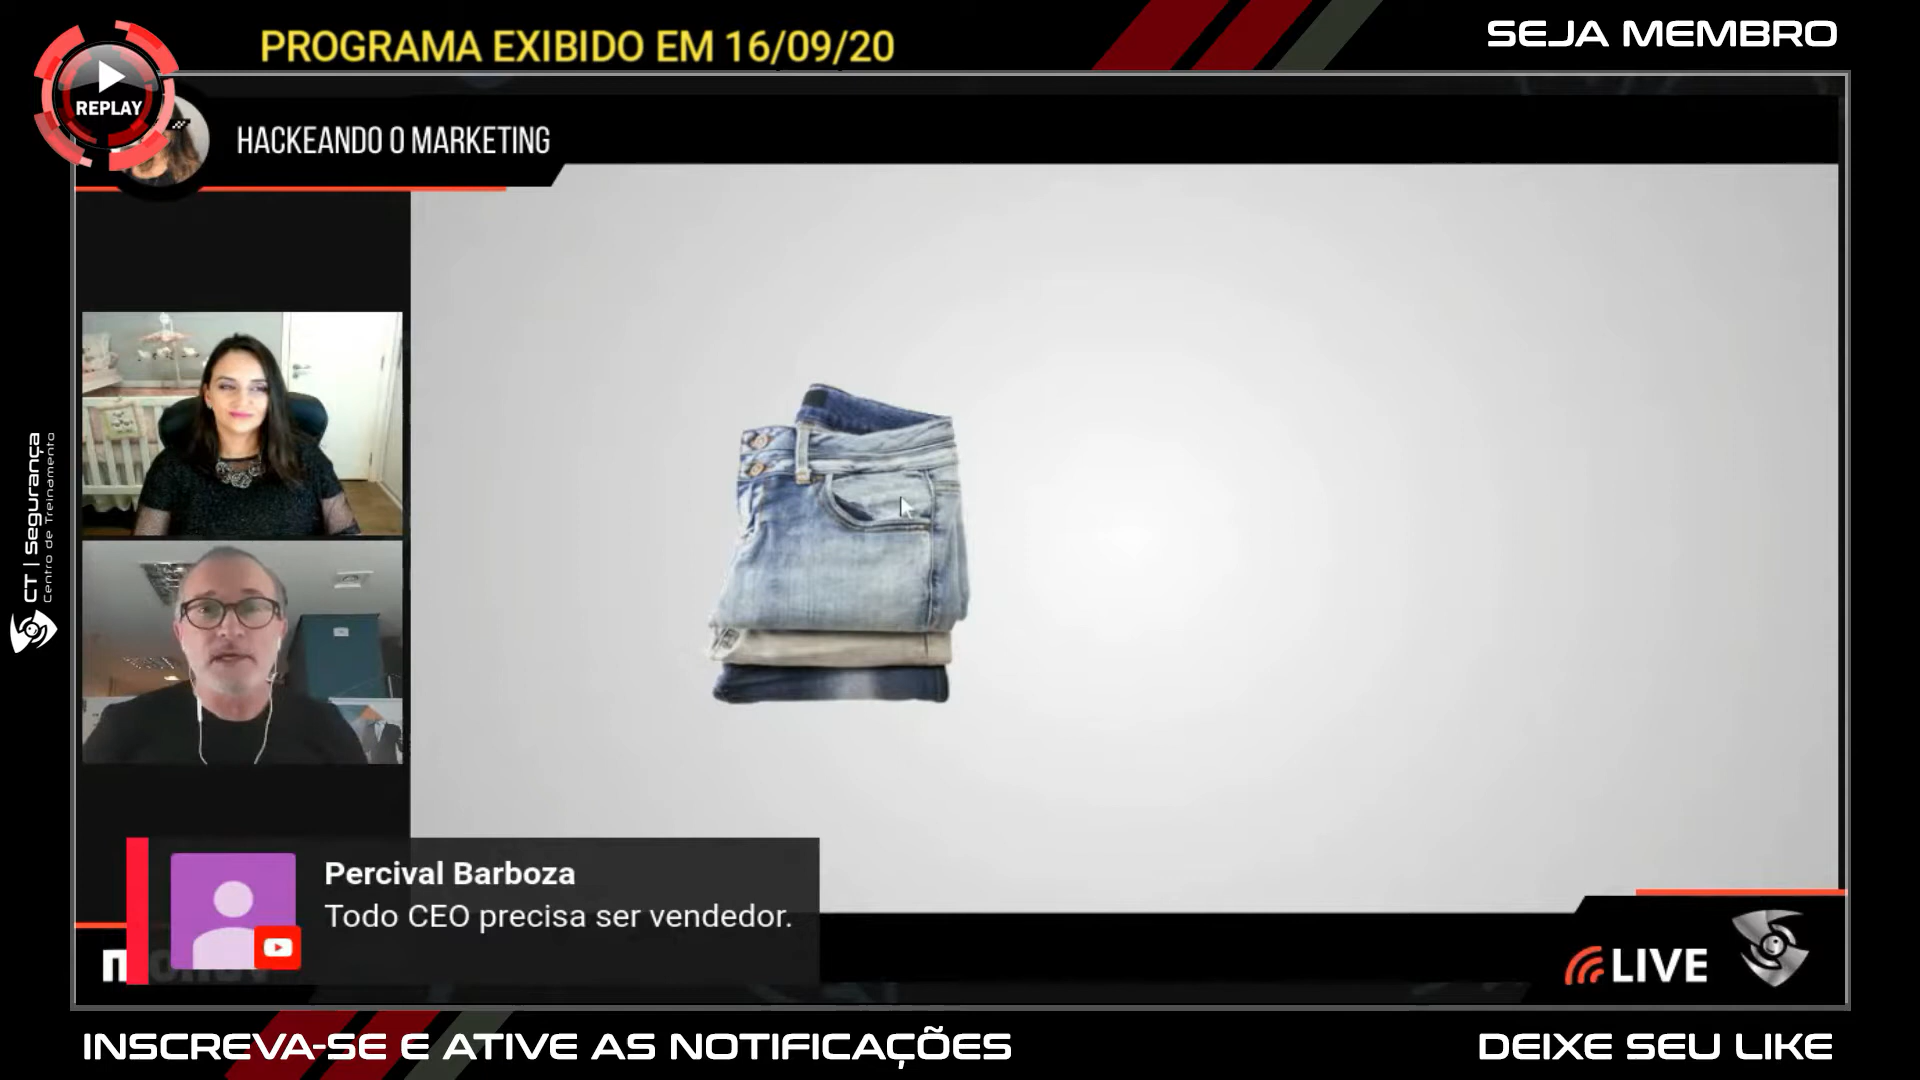 PROGRAMA EXIBIDO EM 16/09/20
SEJA MEMBRO
REPLAY
HACKEANDO O MARKETING
CT | Segurança
Centro de Treinamento
Percival Barboza
Todo CEO precisa ser vendedor.
LIVE
INSCREVA-SE E ATIVE AS NOTIFICAÇÕES
DEIXE SEU LIKE